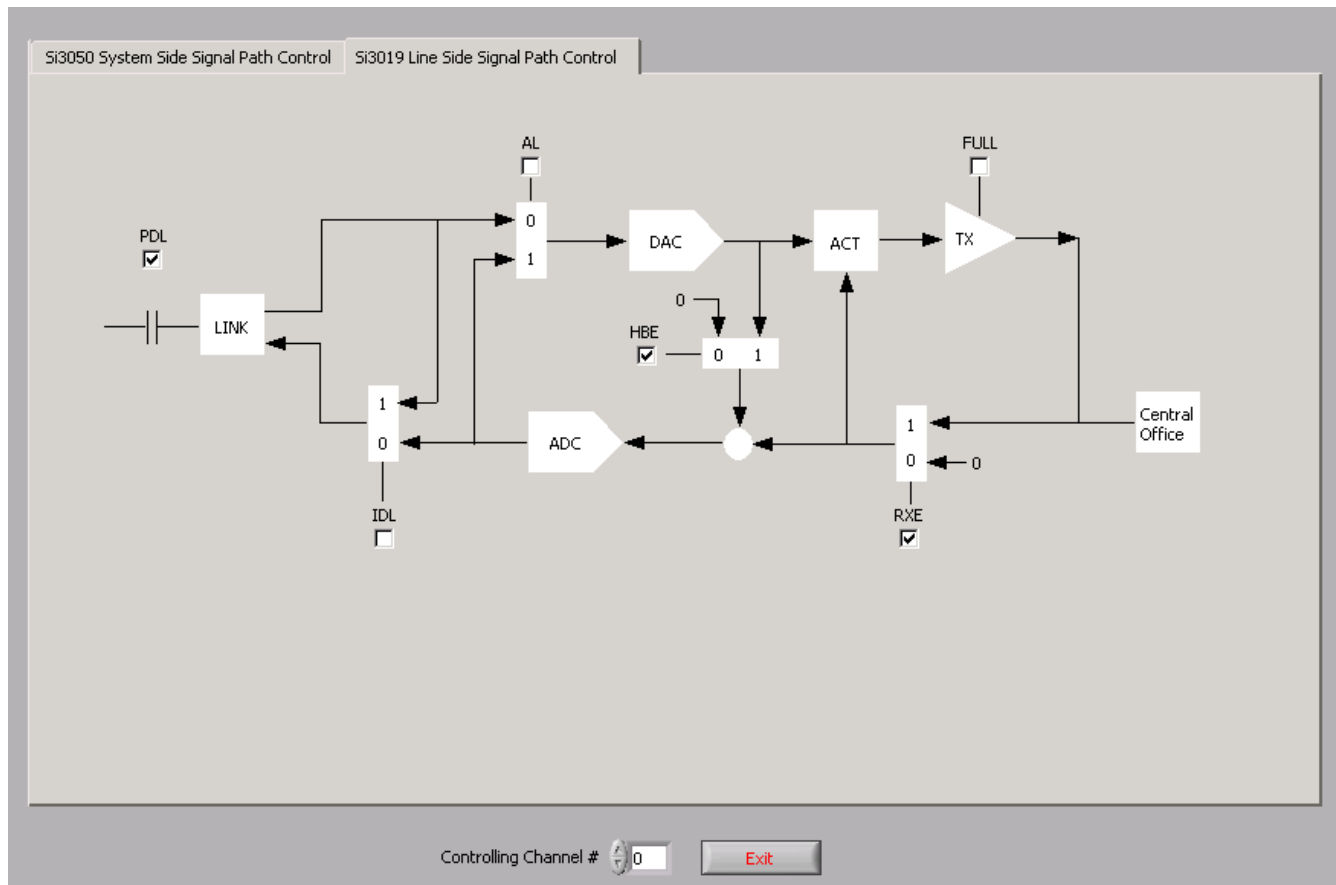 Si3050 System Side Signal Path Control
Si3019 Line Side Signal Path Control
AL
FULL
PDL
0
1
DAC
ACT
TX
LINK
0
HBE
0 1
1
0
ADC
1
0
0
Central
Office
IDL
RXE
Controlling Channel #
0
Exit